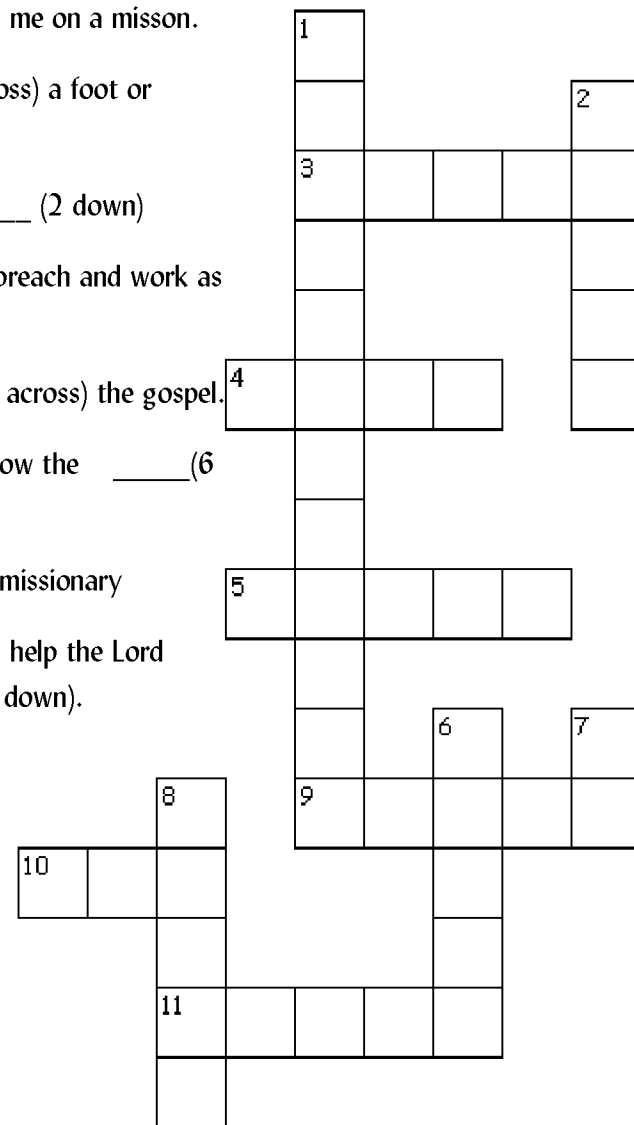 me on a misson.
oss) a foot or
__ (2 down)
preach and work as
across) the gospel.
ow the _____(6
missionary
help the Lord
down).
1
2
3
4
5
6 7
8 9
10
11